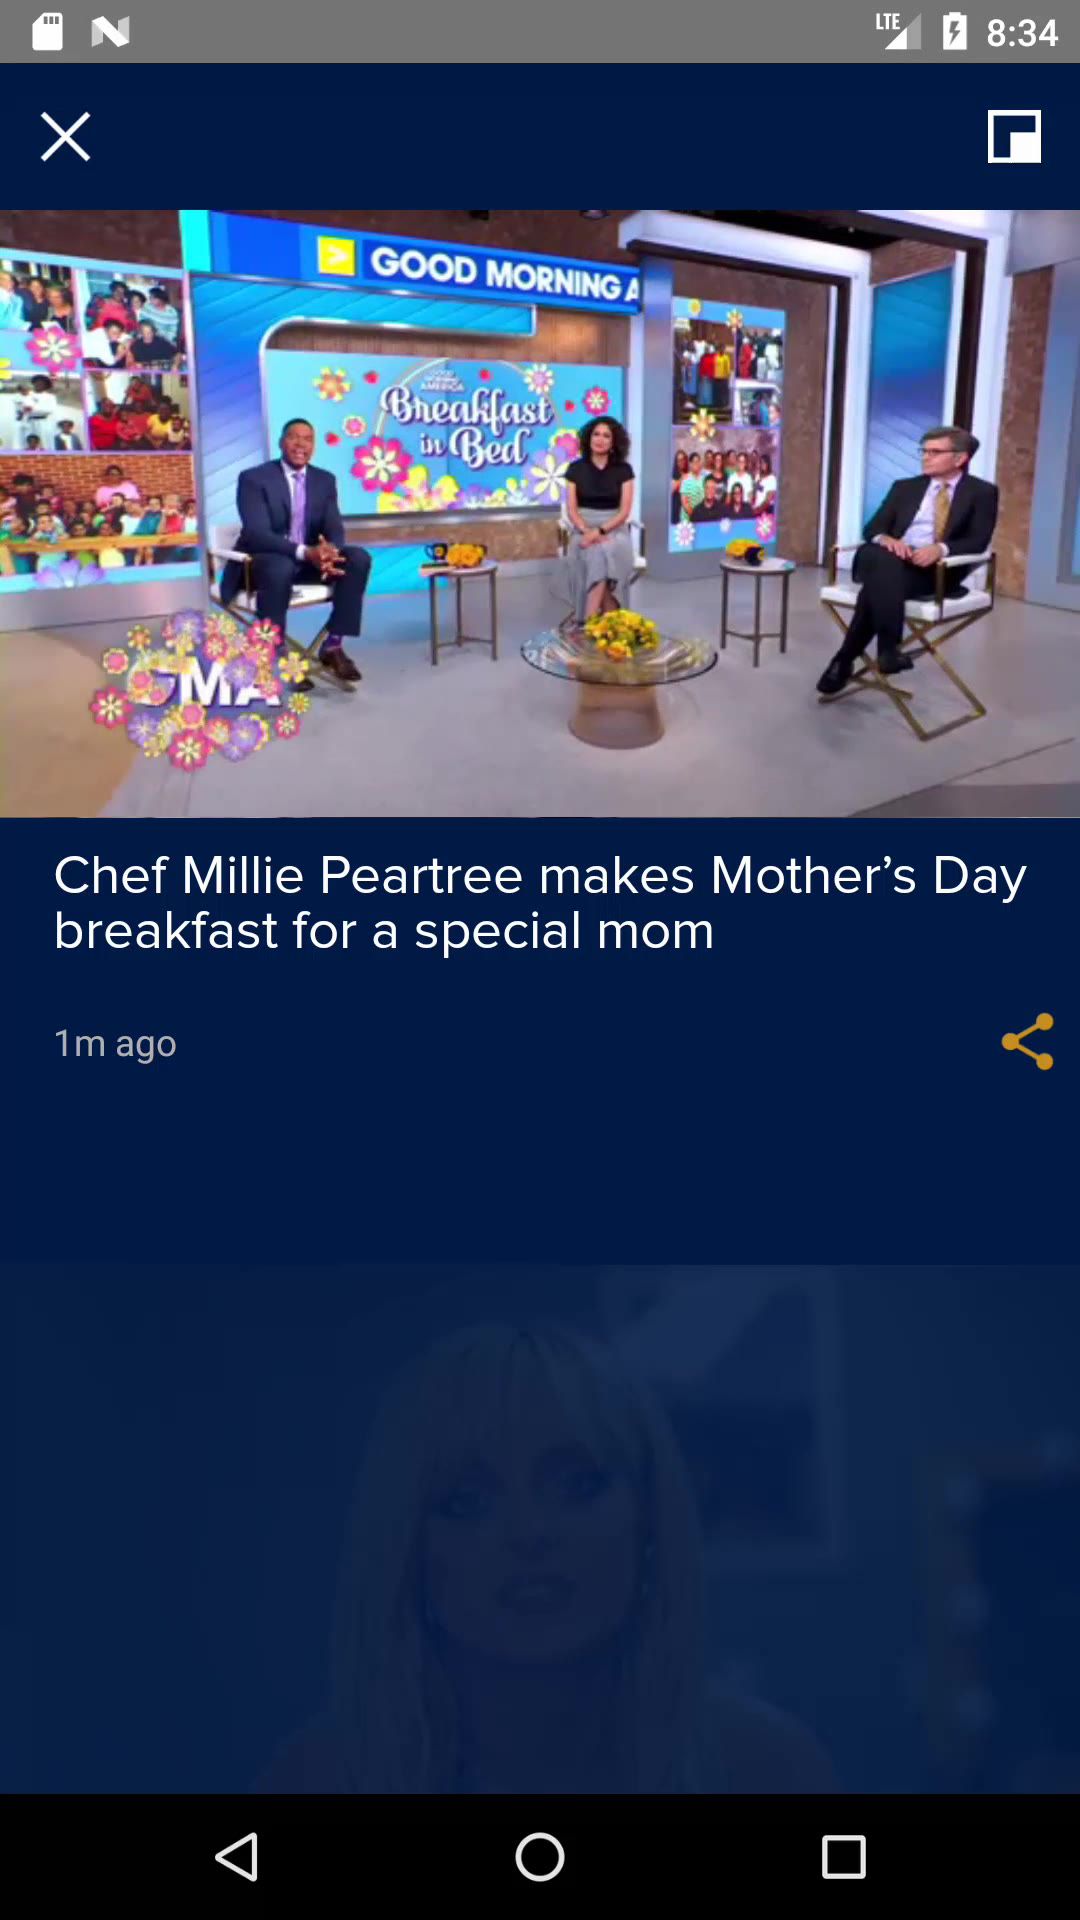 LTE 8:34
GOOD MORNING A
GOOD
MORNING
AMERICA
Breakfast
in Bed
GMA
Chef Millie Peartree makes Mother’s Day
breakfast for a special mom
1m ago